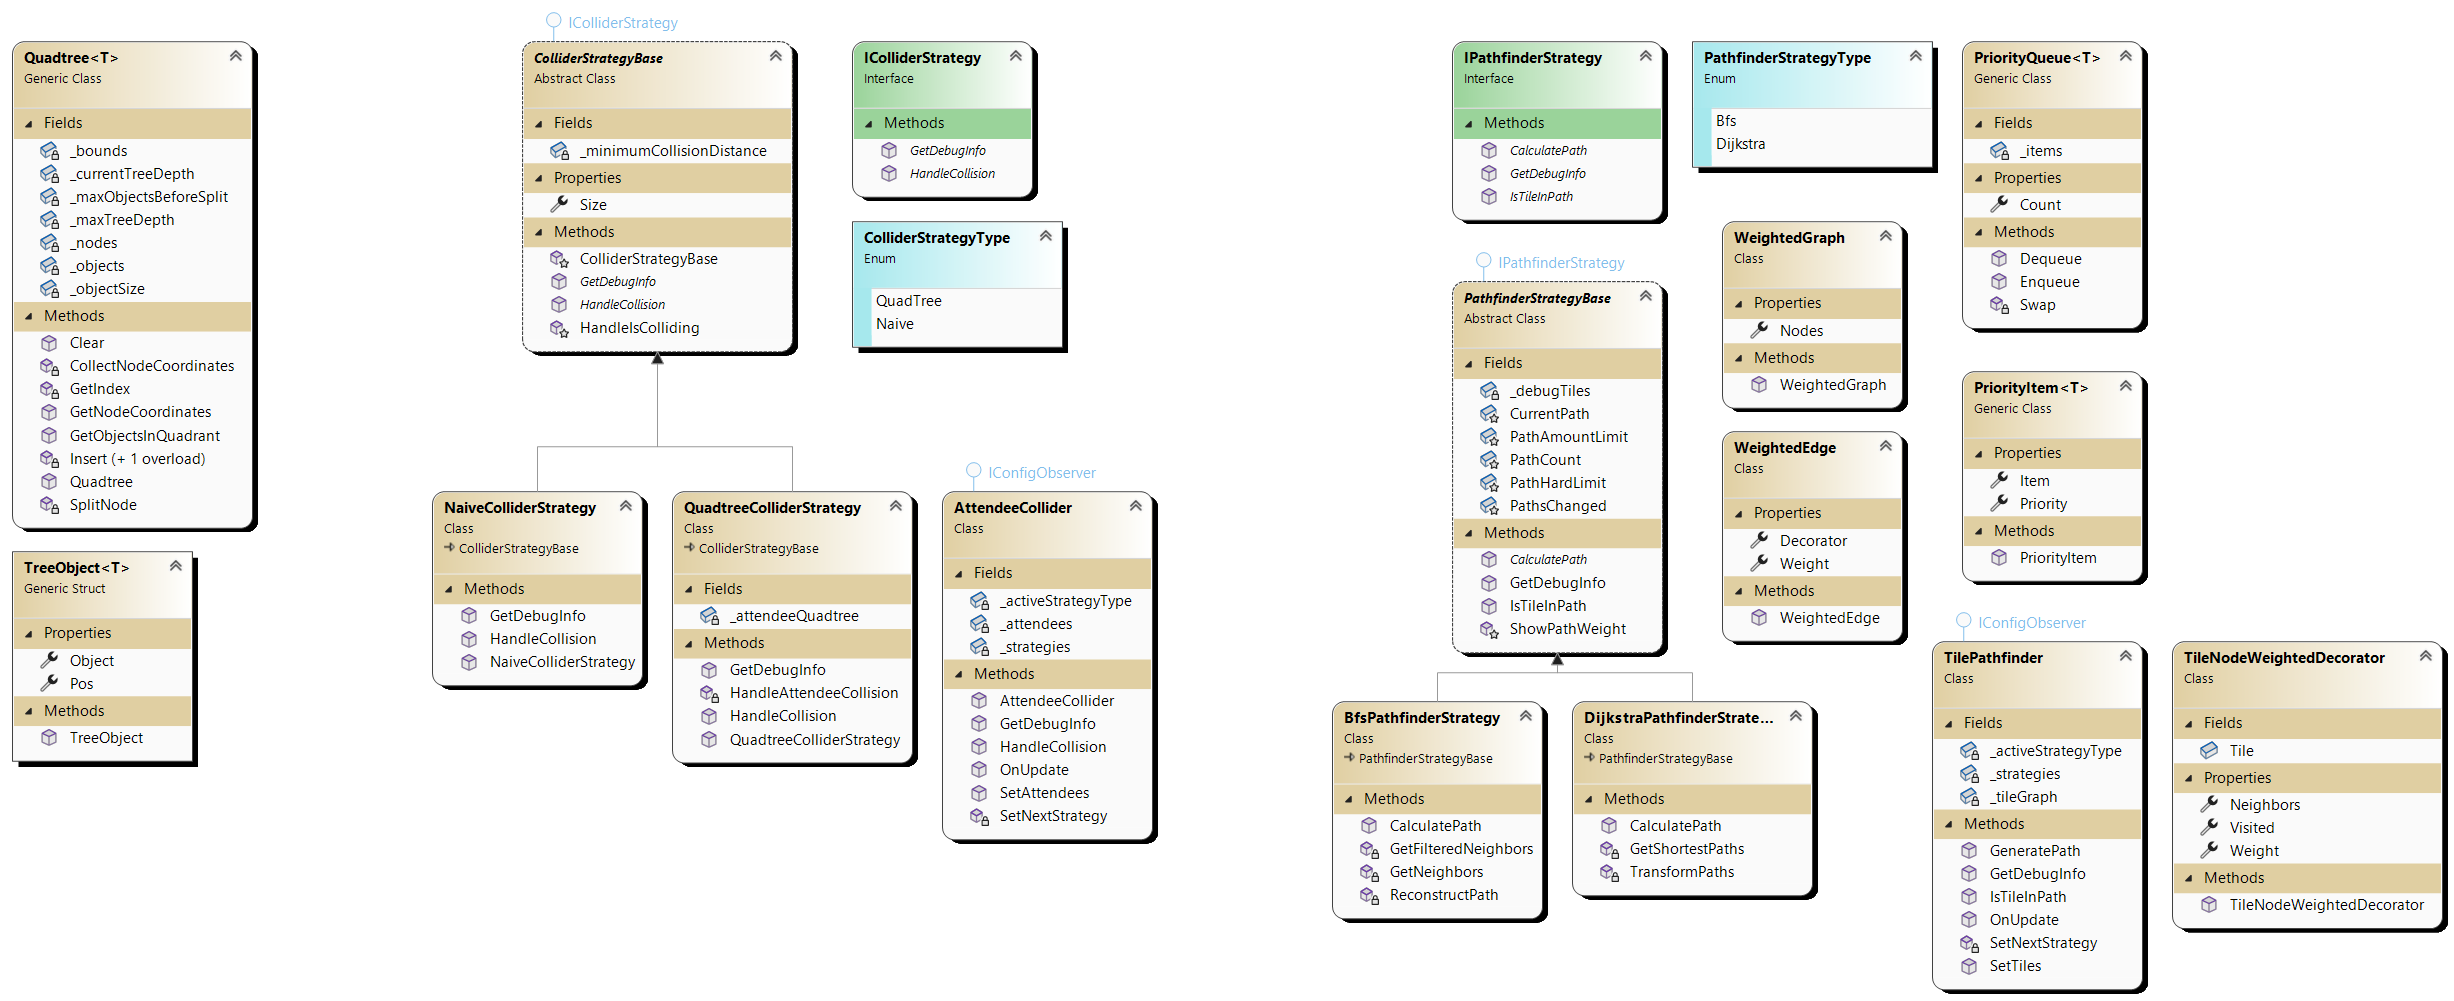 Quadtree<T>
Generic Class
Fields
_bounds
_currentTreeDepth
_maxObjectsBeforeSplit
_maxTreeDepth
_nodes
_objects
_objectSize
Methods
Clear
CollectNodeCoordinates
GetIndex
GetNodeCoordinates
GetObjectsInQuadrant
Insert (+ 1 overload)
Quadtree
SplitNode
TreeObject<T>
Generic Struct
Properties
Object
Pos
Methods
TreeObject
IColliderStrategy
ColliderStrategyBase
Abstract Class
Fields
_minimumCollisionDistance
Properties
Size
Methods
ColliderStrategyBase
GetDebugInfo
HandleCollision
HandleIsColliding
IColliderStrategy
Interface
Methods
GetDebugInfo
HandleCollision
ColliderStrategyType
Enum
QuadTree
Naive
NaiveColliderStrategy
Class
ColliderStrategyBase
Methods
GetDebugInfo
HandleCollision
NaiveColliderStrategy
QuadtreeColliderStrategy
Class
ColliderStrategyBase
Fields
_attendeeQuadtree
Methods
GetDebugInfo
HandleAttendeeCollision
HandleCollision
QuadtreeColliderStrategy
IConfigObserver
AttendeeCollider
Class
Fields
_activeStrategyType
_attendees
_strategies
Methods
AttendeeCollider
GetDebugInfo
HandleCollision
OnUpdate
SetAttendees
SetNextStrategy
IPathfinderStrategy
Interface
Methods
CalculatePath
GetDebugInfo
IsTileInPath
PathfinderStrategyType
Enum
Bfs
Dijkstra
PriorityQueue<T>
Generic Class
Fields
_items
Properties
Count
Methods
Dequeue
Enqueue
Swap
IPathfinderStrategy
PathfinderStrategyBase
Abstract Class
Fields
_debugTiles
CurrentPath
PathAmountLimit
PathCount
PathHardLimit
PathsChanged
Methods
CalculatePath
GetDebugInfo
IsTileInPath
ShowPathWeight
WeightedGraph
Class
Properties
Nodes
Methods
WeightedGraph
WeightedEdge
Class
Properties
Decorator
Weight
Methods
WeightedEdge
PriorityItem<T>
Generic Class
Properties
Item
Priority
Methods
PriorityItem
BfsPathfinderStrategy
Class
PathfinderStrategyBase
Methods
CalculatePath
GetFilteredNeighbors
GetNeighbors
ReconstructPath
DijkstraPathfinderStrate...
Class
PathfinderStrategyBase
Methods
CalculatePath
GetShortestPaths
TransformPaths
IConfigObserver
TilePathfinder
Class
Fields
_activeStrategyType
_strategies
_tileGraph
Methods
GeneratePath
GetDebugInfo
IsTileInPath
OnUpdate
SetNextStrategy
SetTiles
TileNodeWeightedDecorator
Class
Fields
Tile
Properties
Neighbors
Visited
Weight
Methods
TileNodeWeightedDecorator